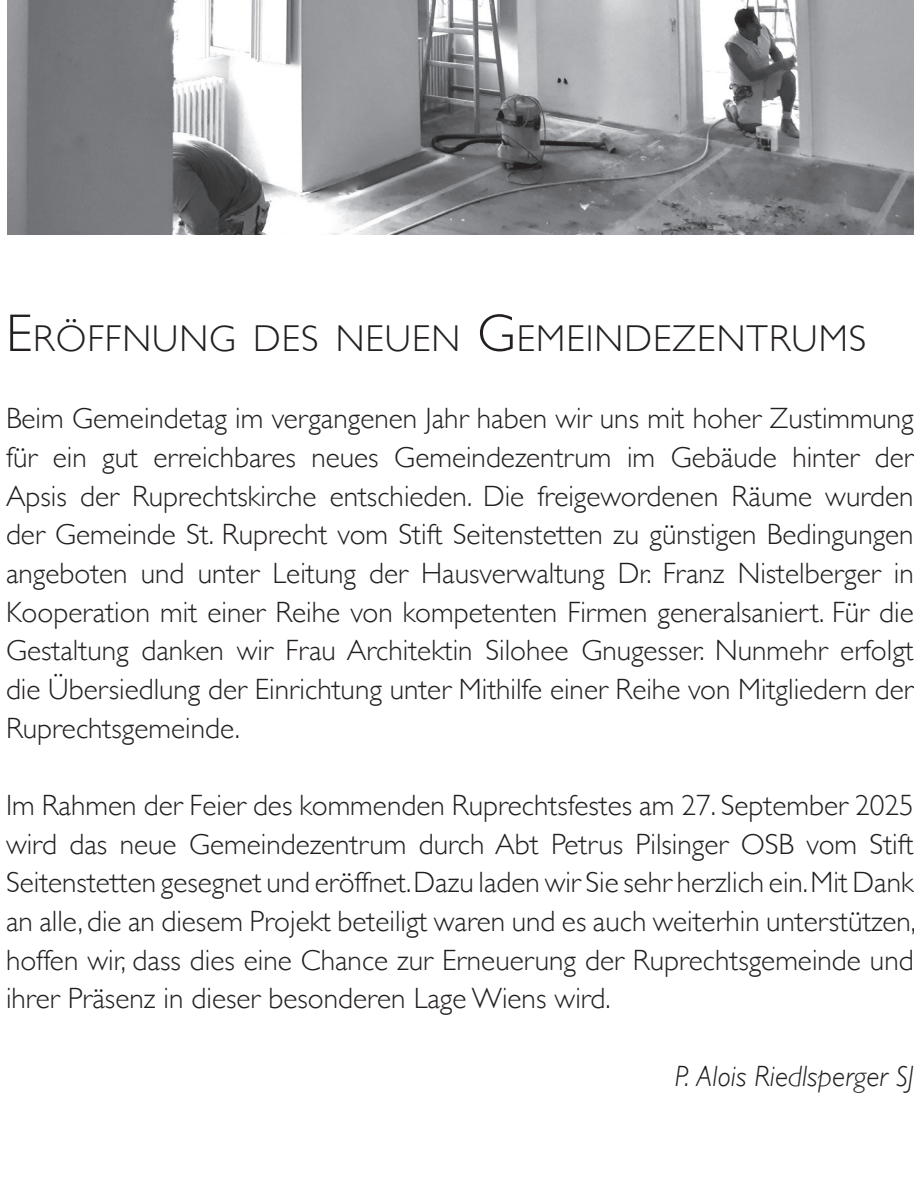 Eröffnung des neuen Gemeindezentrums
Beim Gemeindetag im vergangenen Jahr haben wir uns mit hoher Zustimmung
für ein gut erreichbares neues Gemeindezentrum im Gebäude hinter der
Apsis der Ruprechtskirche entschieden. Die freigewordenen Räume wurden
der Gemeinde St. Ruprecht vom Stift Seitenstetten zu günstigen Bedingungen
angeboten und unter Leitung der Hausverwaltung Dr. Franz Nistelberger in
Kooperation mit einer Reihe von kompetenten Firmen generalsaniert. Für die
Gestaltung danken wir Frau Architektin Silohee Gnugesser. Nunmehr erfolgt
die Übersiedlung der Einrichtung unter Mithilfe einer Reihe von Mitgliedern der
Ruprechtsgemeinde.
Im Rahmen der Feier des kommenden Ruprechtsfestes am 27. September 2025
wird das neue Gemeindezentrum durch Abt Petrus Pilsinger OSB vom Stift
Seitenstetten gesegnet und eröffnet. Dazu laden wir Sie sehr herzlich ein. Mit Dank
an alle, die an diesem Projekt beteiligt waren und es auch weiterhin unterstützen,
hoffen wir, dass dies eine Chance zur Erneuerung der Ruprechtsgemeinde und
ihrer Präsenz in dieser besonderen Lage Wiens wird.
P. Alois Riedlsperger SJ